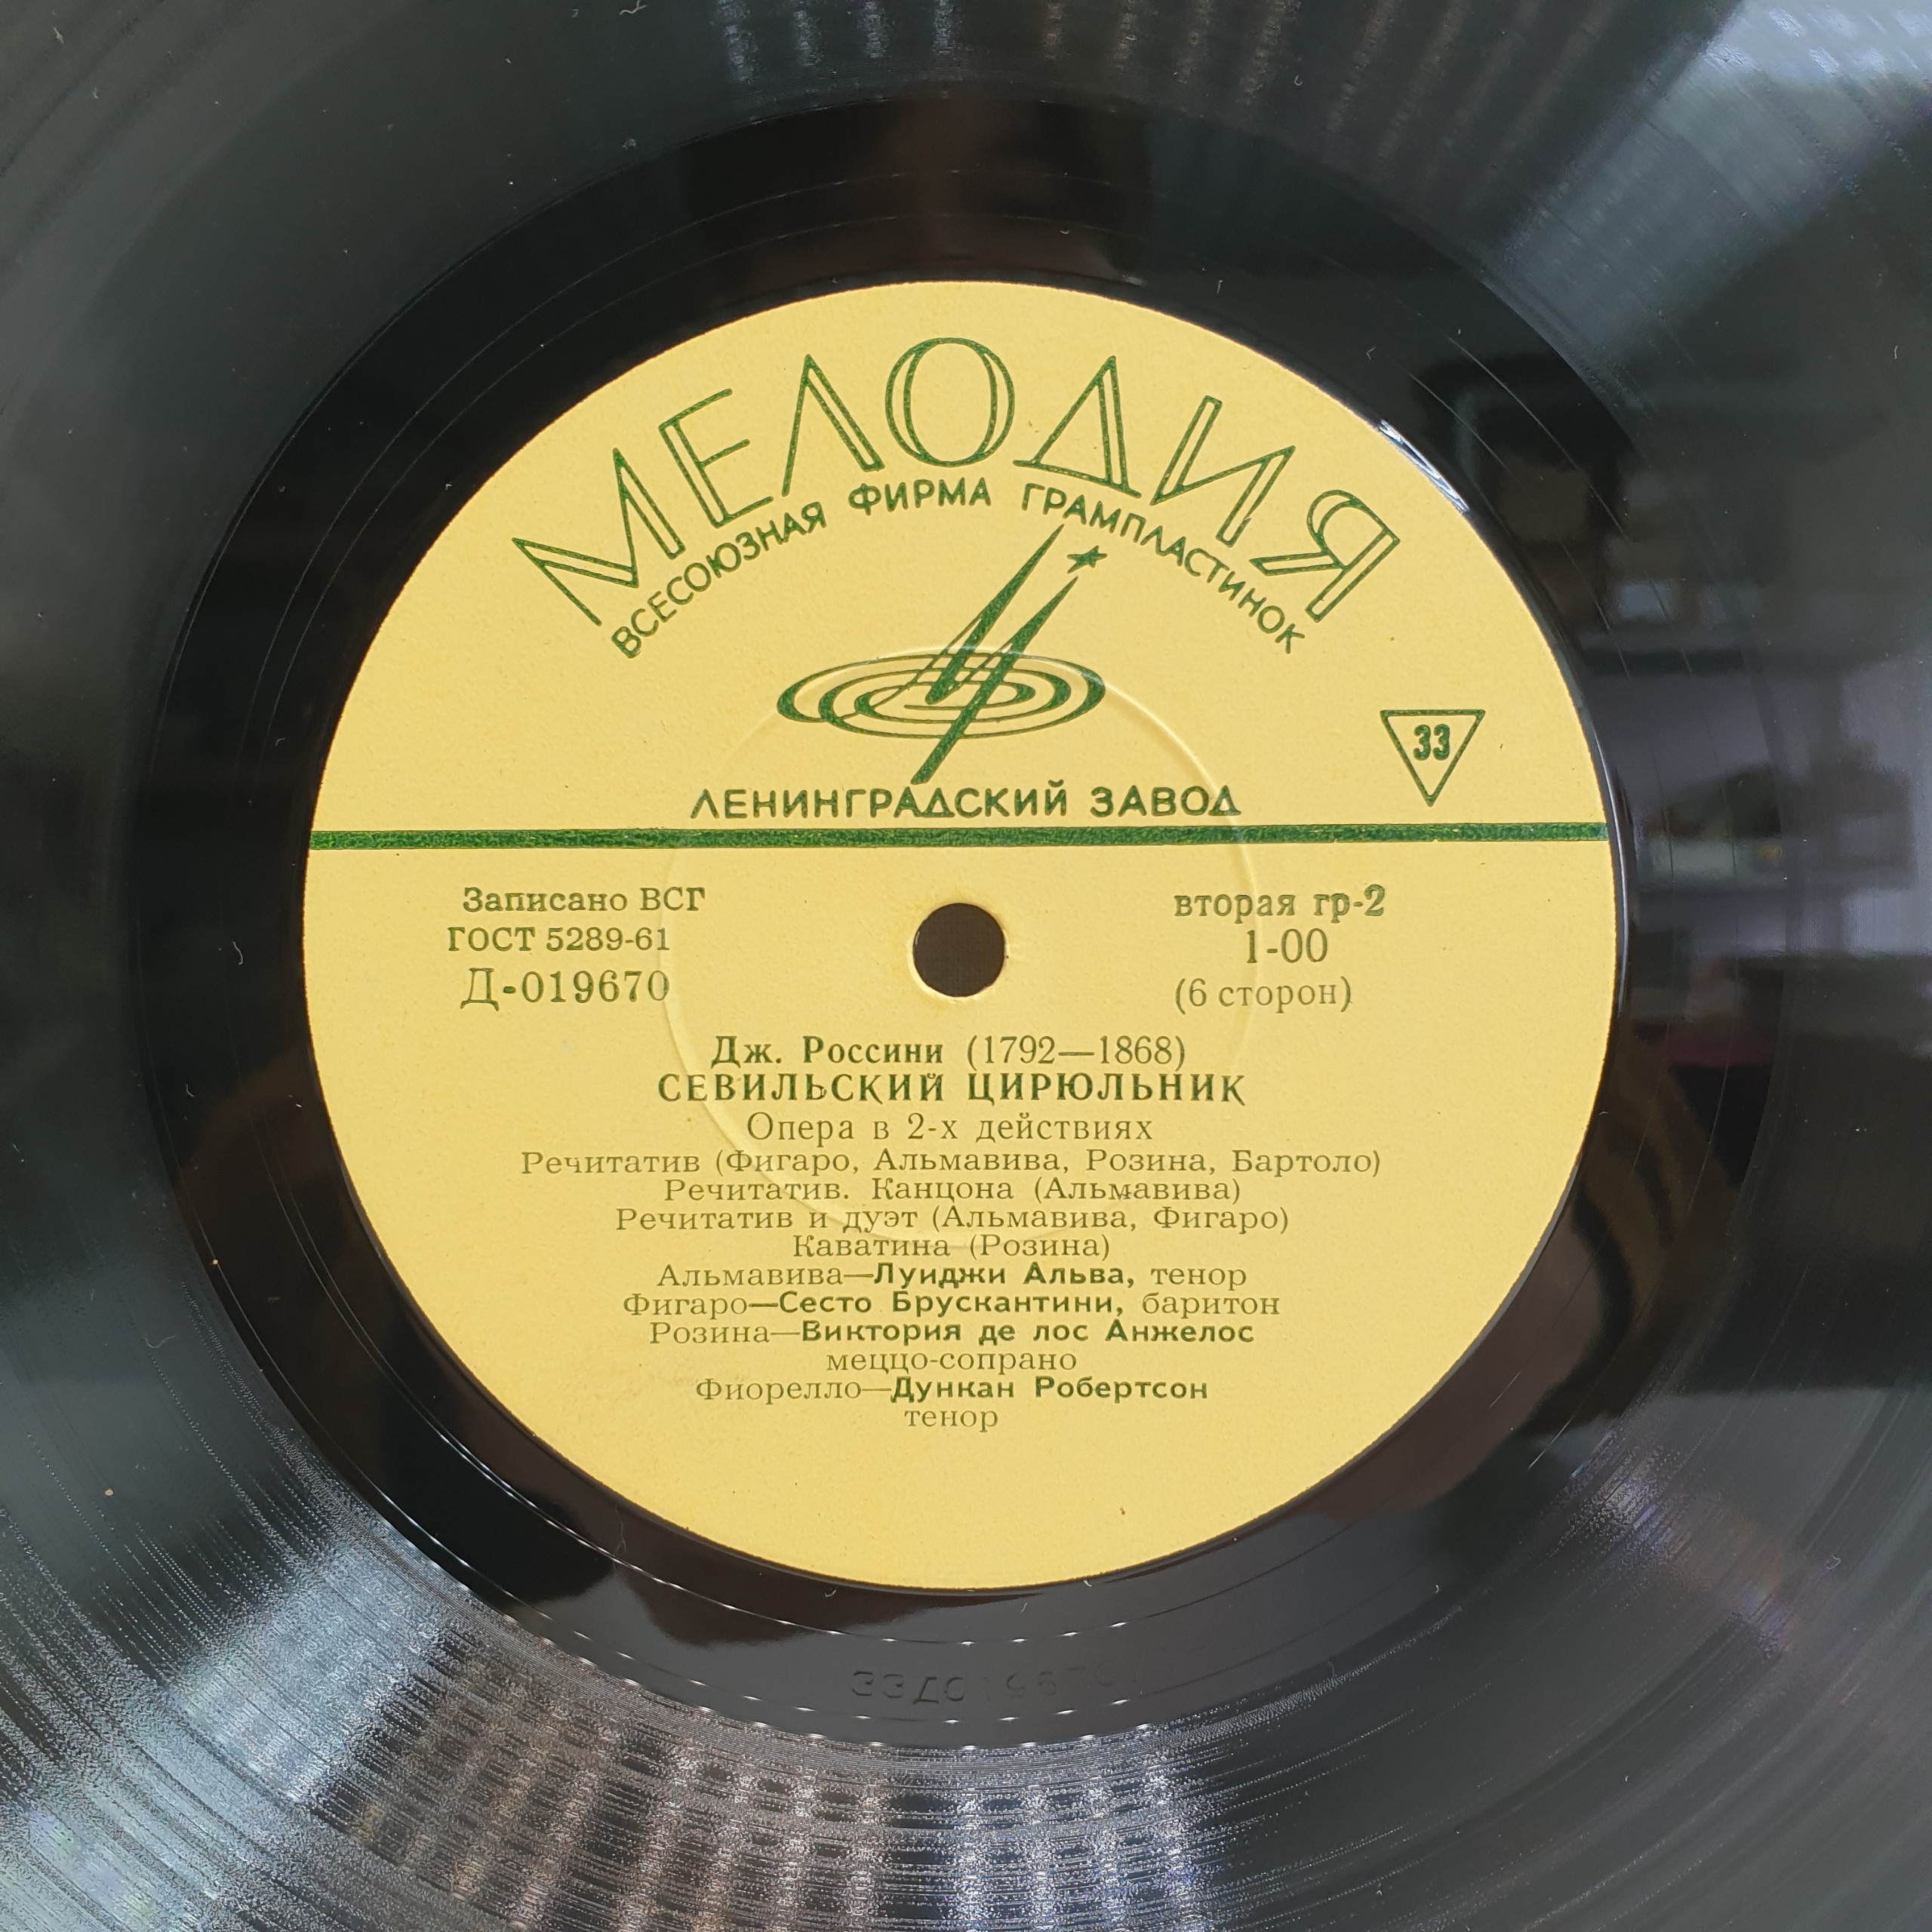 МЕЛОДИЯ
ВСЕСОЮЗНАЯ ФИРМА ГРАМПЛАСТИНОК
33
ЛЕНИНГРАДСКИЙ ЗАВОД
Записано ВСГ
ГОСТ 5289-61
Д-019670
вторая гр-2
1-00
(6 сторон)
Дж. Россини (1792—1868)
СЕВИЛЬСКИЙ ЦИРЮЛЬНИК
Опера в 2-х действиях
Речитатив (Фигаро, Альмавива, Розина, Бартоло)
Речитатив. Канцона (Альмавива)
Речитатив и дуэт (Альмавива, Фигаро)
Каватина (Розина)
Альмавива—Луиджи Альва, тенор
Фигаро—Сесто Брускантини, баритон
Розина—Виктория де лос Анжелос
меццо-сопрано
Фиорелло—Дункан Робертсон
тенор